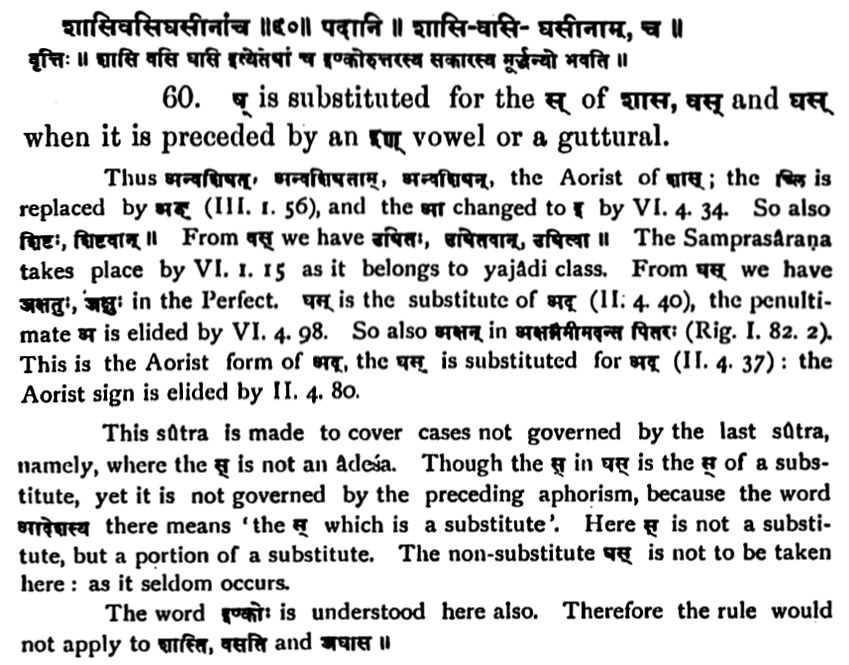 शासिवसिघसीनांच ॥६०॥ पदानि ॥ शासि-वासि- घसीनाम्, च ॥
वृत्तिः ॥ शासि वसि घसि इत्येतेषां च इण्कोरुत्तरस्य सकारस्य मूर्द्धन्यो भवति ॥
60. ष् is substituted for the स् of शास, वस् and घस्
when it is preceded by an इण् vowel or a guttural.
Thus अन्वशिषत्, अन्वशिषताम्, अन्वशिषन्, the Aorist of शास्; the च्लि is
replaced by अङ् (III. 1. 56), and the आ changed to इ by VI. 4. 34. So also
शिष्टः, शिष्टवान् ॥ From वस् we have उषितः, उषितवान्, उषित्वा ॥ The Samprasâraṇa
takes place by VI. 1. 15 as it belongs to yajâdi class. From घस् we have
जक्षतुः, जक्षुः in the Perfect. घस् is the substitute of अद् (II. 4. 40), the penulti-
mate अ is elided by VI. 4. 98. So also अक्षन् in अक्षन्नमीमदन्त पितरः (Rig. I. 82. 2).
This is the Aorist form of अद्, the घस् is substituted for अद् (II. 4. 37) : the
Aorist sign is elided by II. 4. 80.
This sûtra is made to cover cases not governed by the last sûtra,
namely, where the स् is not an âdeśa. Though the स् in घस् is the स् of a subs-
titute, yet it is not governed by the preceding aphorism, because the word
आदेशस्य there means 'the स् which is a substitute'. Here स् is not a substi-
tute, but a portion of a substitute. The non-substitute घस् is not to be taken
here : as it seldom occurs.
The word इण्कोः is understood here also. Therefore the rule would
not apply to शास्ति, वसति and जघास ॥